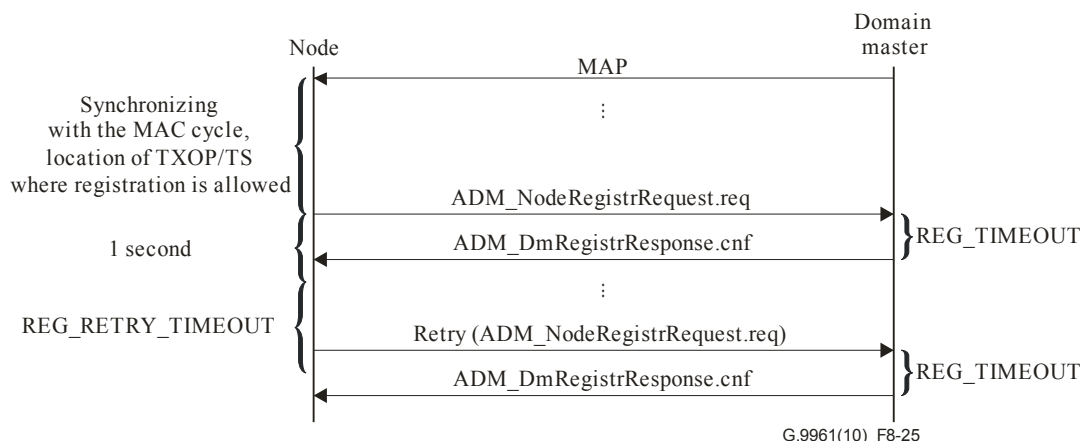 Domain
master
Node
MAP
⋮
Synchronizing
with the MAC cycle,
location of TXOP/TS
where registration is allowed
ADM_NodeRegistrRequest.req
REG_TIMEOUT
1 second
ADM_DmRegistrResponse.cnf
⋮
REG_RETRY_TIMEOUT
Retry (ADM_NodeRegistrRequest.req)
REG_TIMEOUT
ADM_DmRegistrResponse.cnf
G.9961(10)_F8-25